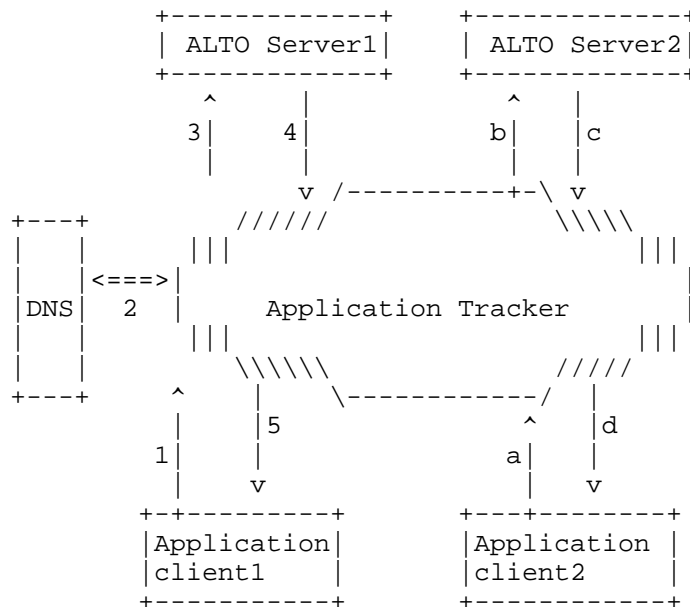 ALTO Server1 ALTO Server2
3 4 b c
DNS 2 Application Tracker
1 5 a d
Application Application
client1 client2